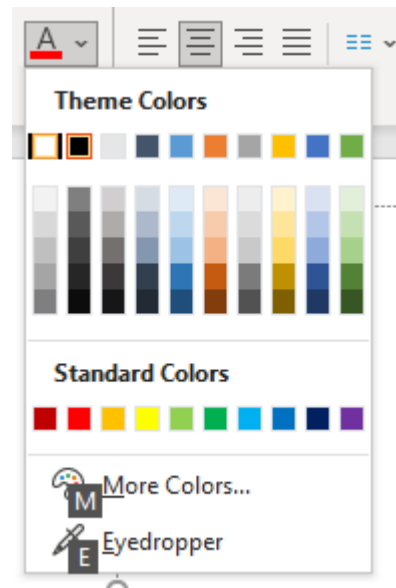 A
Theme Colors
Standard Colors
M More Colors...
E Eyedropper